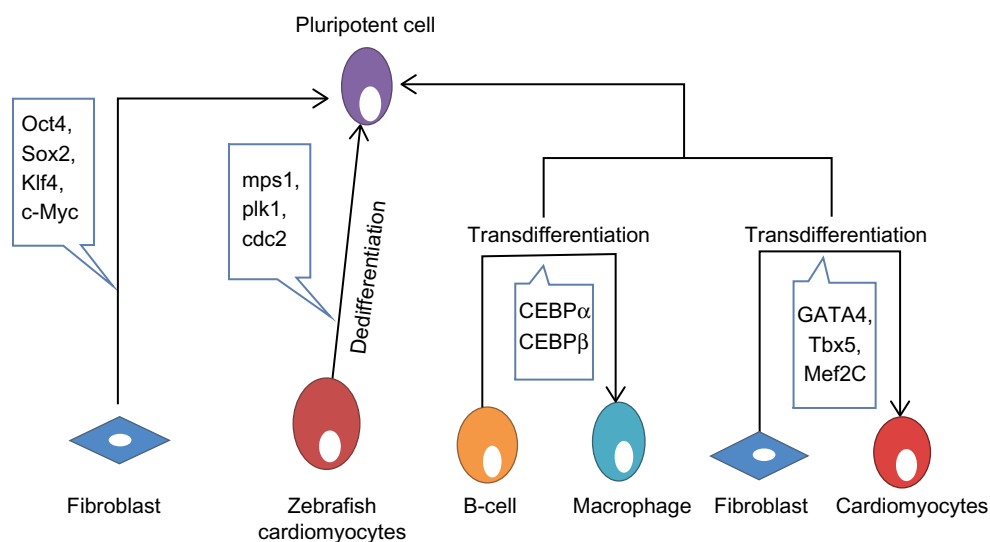 Pluripotent cell
Oct4,
Sox2,
Klf4,
c-Myc
mps1,
plk1,
cdc2
Dedifferentiation
Transdifferentiation
CEBPα
CEBPβ
Transdifferentiation
GATA4,
Tbx5,
Mef2C
Fibroblast
Zebrafish
cardiomyocytes
B-cell
Macrophage
Fibroblast
Cardiomyocytes